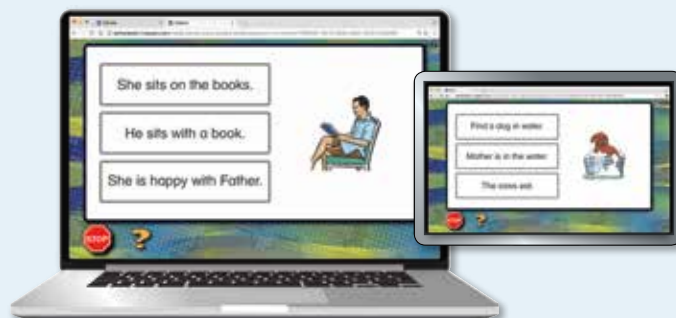 She sits on the books.
He sits with a book.
She is happy with Father.
STOP
?
Find a dog in water.
Mother is in the water.
The cows eat.
STOP
?